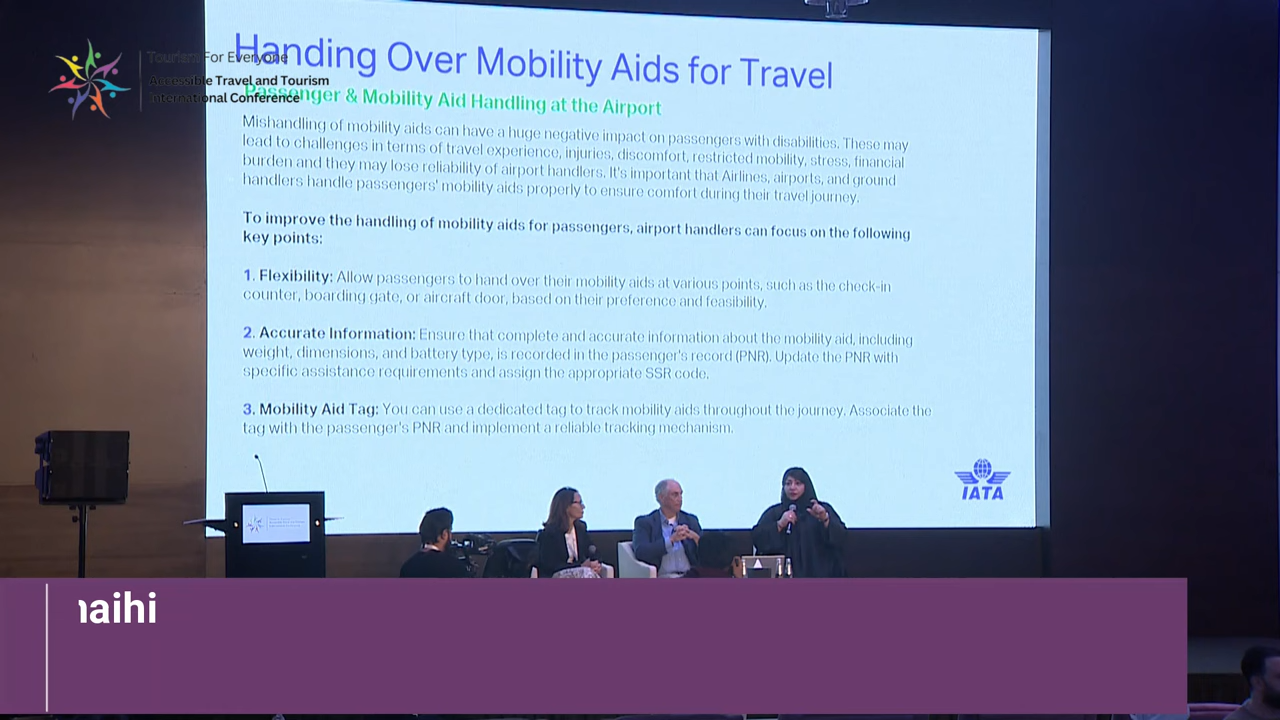 Tourism For Everyone
Accessible Travel and Tourism
International Conference
Handing Over Mobility Aids for Travel
Passenger & Mobility Aid Handling at the Airport
Mishandling of mobility aids can have a huge negative impact on passengers with disabilities. These may
lead to challenges in terms of travel experience, injuries, discomfort, restricted mobility, stress, financial
burden and they may lose reliability of airport handlers. It's important that Airlines, airports, and ground
handlers handle passengers' mobility aids properly to ensure comfort during their travel journey.
To improve the handling of mobility aids for passengers, airport handlers can focus on the following
key points:
1. Flexibility: Allow passengers to hand over their mobility aids at various points, such as the check-in
counter, boarding gate, or aircraft door, based on their preference and feasibility.
2. Accurate Information: Ensure that complete and accurate information about the mobility aid, including
weight, dimensions, and battery type, is recorded in the passenger's record (PNR). Update the PNR with
specific assistance requirements and assign the appropriate SSR code.
3. Mobility Aid Tag: You can use a dedicated tag to track mobility aids throughout the journey. Associate the
tag with the passenger's PNR and implement a reliable tracking mechanism.
IATA
aihi